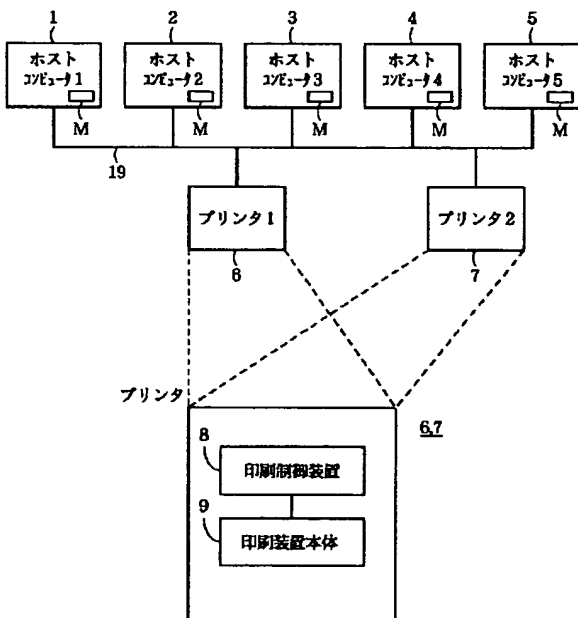 1 2 3 4 5
ホスト ホスト ホスト ホスト ホスト
コンピュータ1 コンピュータ2 コンピュータ3 コンピュータ4 コンピュータ5
M M M M M
19
プリンタ1 プリンタ2
6 7
プリンタ
6,7
8
印刷制御装置
9
印刷装置本体